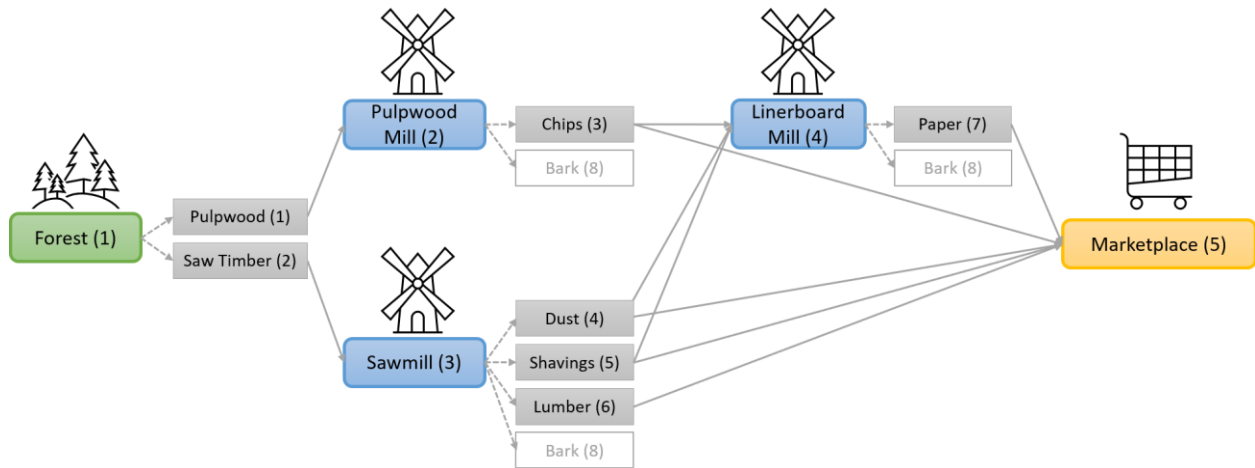 Forest (1)
Pulpwood (1)
Saw Timber (2)
Pulpwood
Mill (2)
Chips (3)
Bark (8)
Sawmill (3)
Dust (4)
Shavings (5)
Lumber (6)
Bark (8)
Linerboard
Mill (4)
Paper (7)
Bark (8)
Marketplace (5)